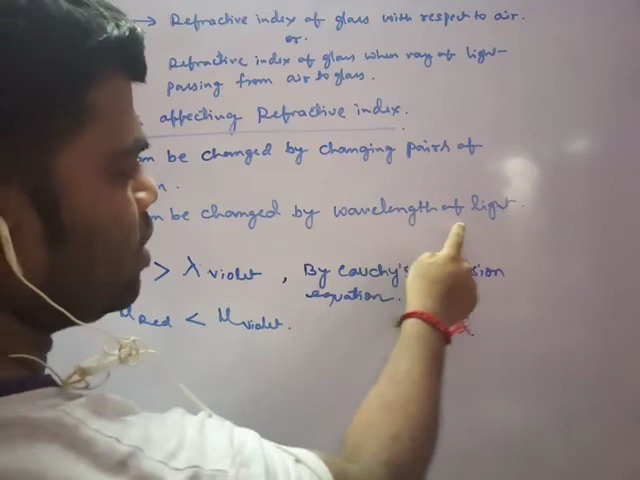 → Refractive index of glass with respect to air.
or.
Refractive index of glass when ray of light-
passing from air to glass.
affecting Refractive index.
be changed by changing pairs of
be changed by wavelength of light.
> λ violet , By Cauchy's
equation.
μ Red < μ violet.